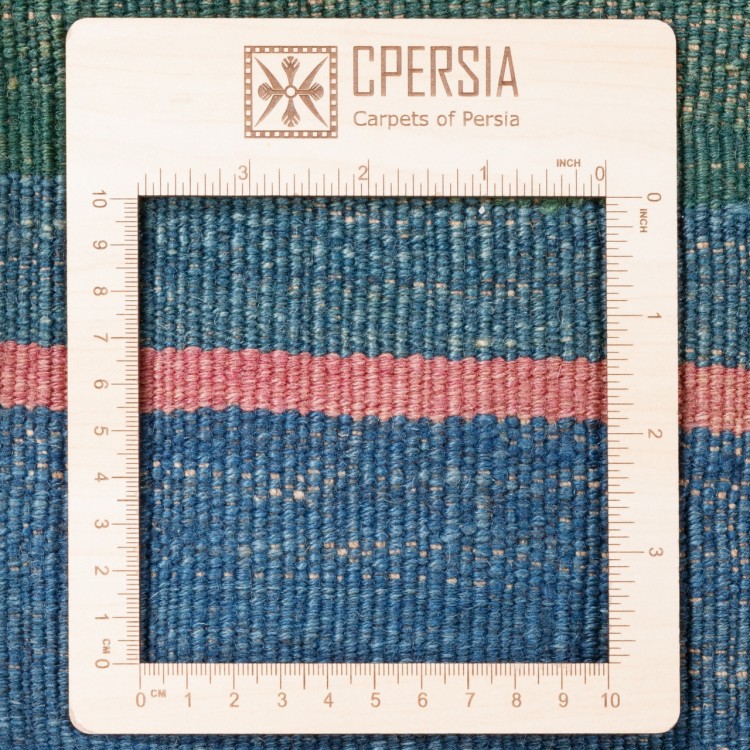 CPERSIA
Carpets of Persia
3 2 1 INCH 0
10 9 8 7 6 5 4 3 2 1 CM 0
0 INCH 1 2 3
0 CM 1 2 3 4 5 6 7 8 9 10